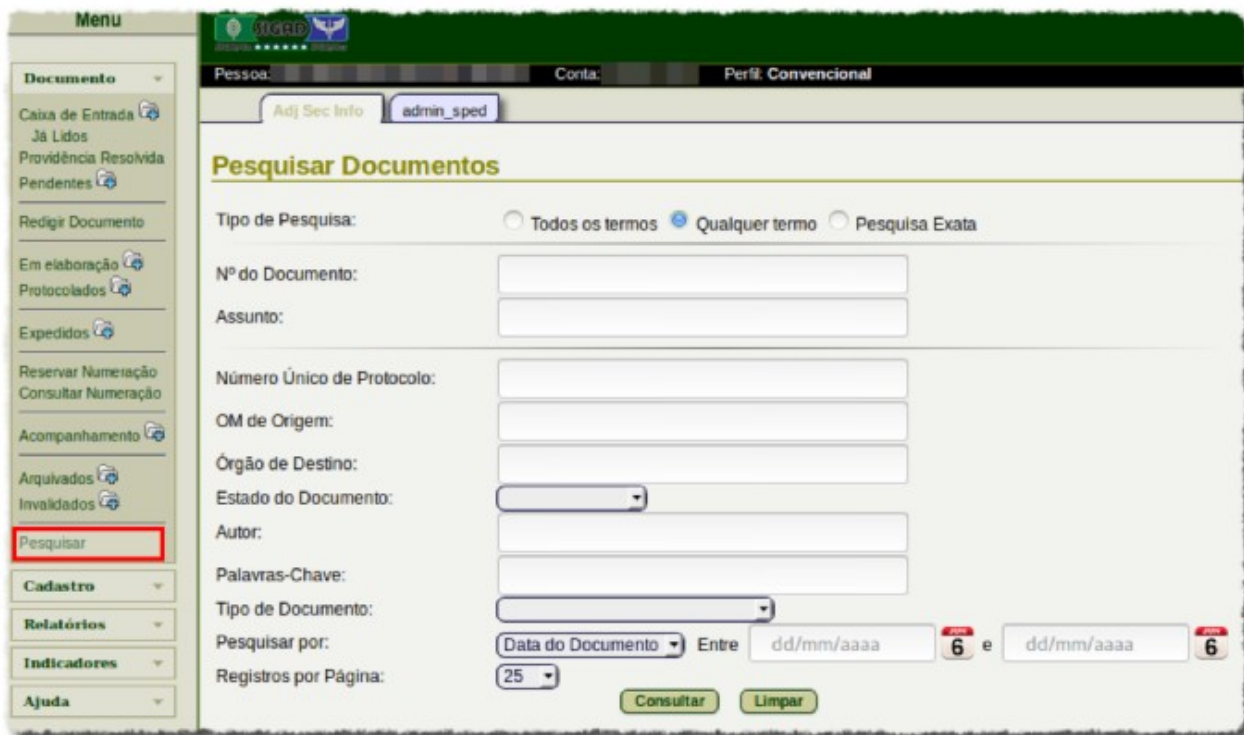 Menu
Documento
Caixa de Entrada
Já Lidos
Providência Resolvida
Pendentes
Redigir Documento
Em elaboração
Protocolados
Expedidos
Reservar Numeração
Consultar Numeração
Acompanhamento
Arquivados
Invalidados
Pesquisar
Cadastro
Relatórios
Indicadores
Ajuda
SIGAD
Pessoa: Conta: Perfil: Convencional
Adj Sec Info admin_sped
Pesquisar Documentos
Tipo de Pesquisa: Todos os termos Qualquer termo Pesquisa Exata
Nº do Documento:
Assunto:
Número Único de Protocolo:
OM de Origem:
Órgão de Destino:
Estado do Documento:
Autor:
Palavras-Chave:
Tipo de Documento:
Pesquisar por: Data do Documento Entre dd/mm/aaaa 6 e dd/mm/aaaa 6
Registros por Página: 25
Consultar Limpar